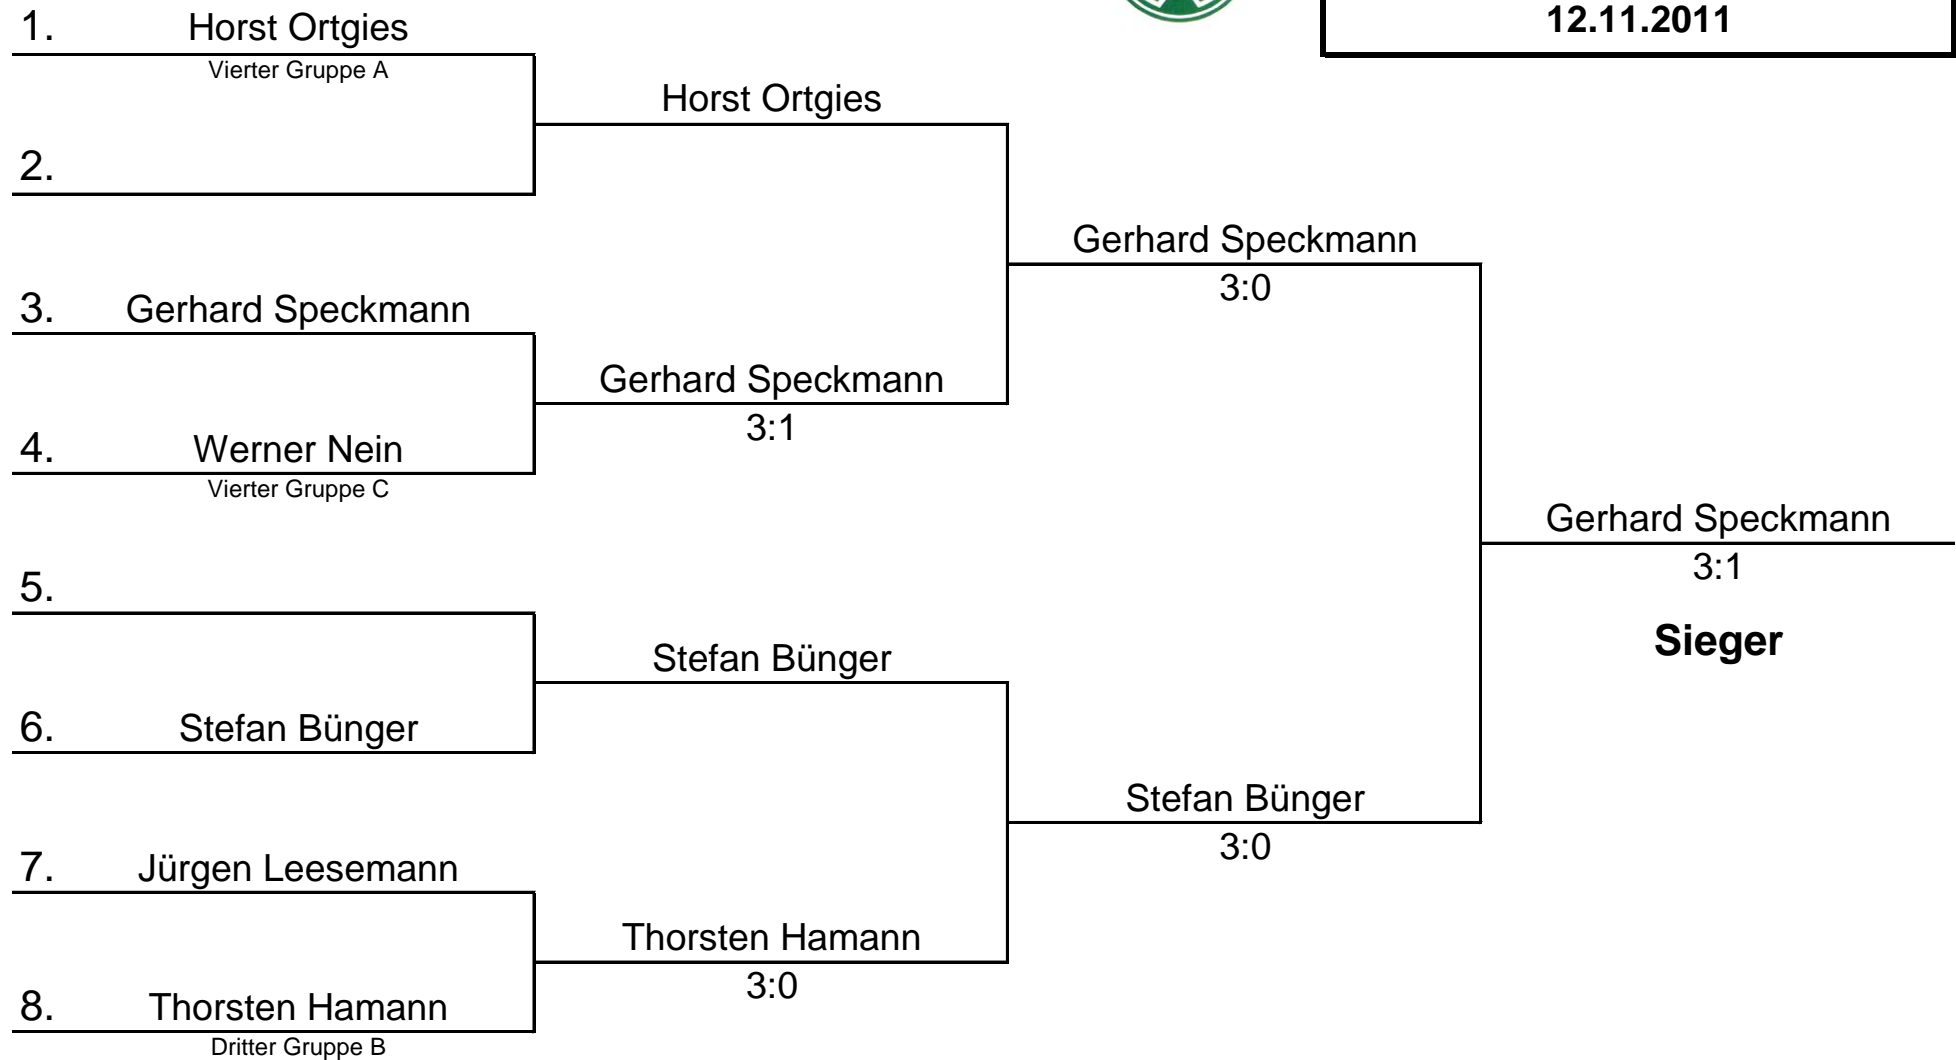 12.11.2011
1. Horst Ortgies
Vierter Gruppe A
Horst Ortgies
2.
Gerhard Speckmann
3:0
3. Gerhard Speckmann
Gerhard Speckmann
3:1
4. Werner Nein
Vierter Gruppe C
Gerhard Speckmann
3:1
Sieger
5.
Stefan Bünger
6. Stefan Bünger
Stefan Bünger
3:0
7. Jürgen Leesemann
Thorsten Hamann
3:0
8. Thorsten Hamann
Dritter Gruppe B